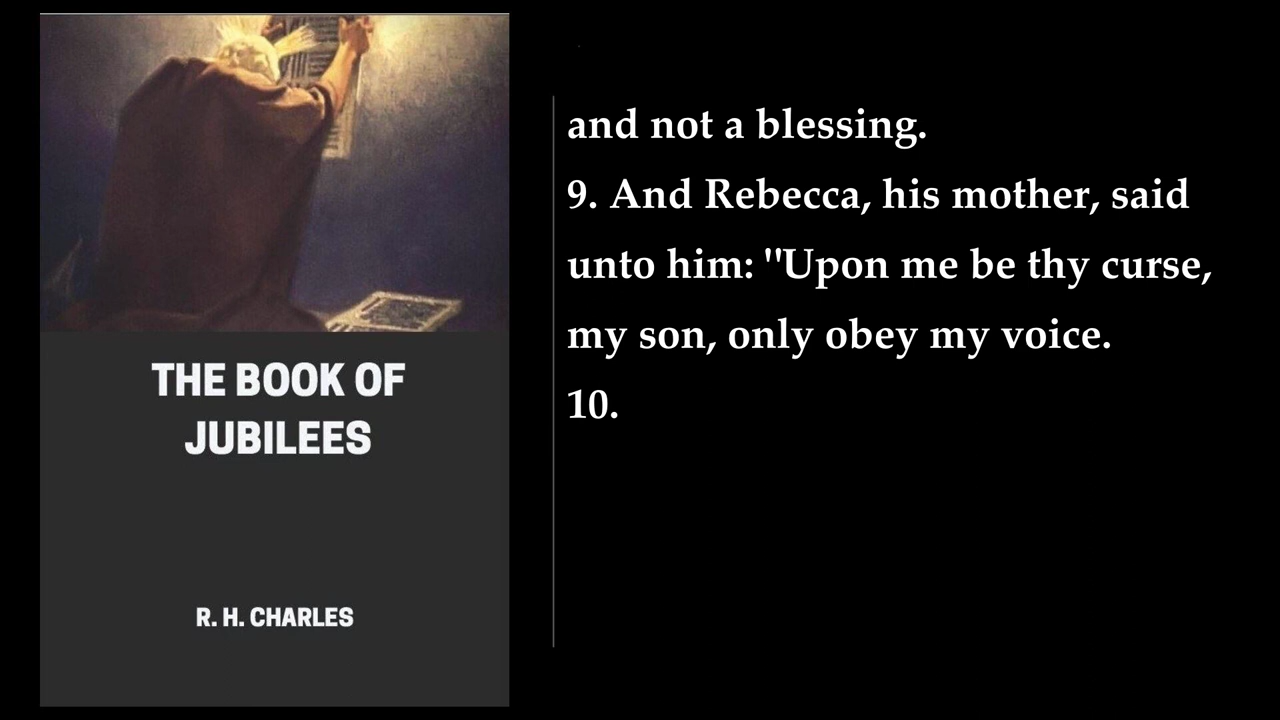 THE BOOK OF
JUBILEES
R. H. CHARLES
and not a blessing.
9. And Rebecca, his mother, said
unto him: "Upon me be thy curse,
my son, only obey my voice.
10.